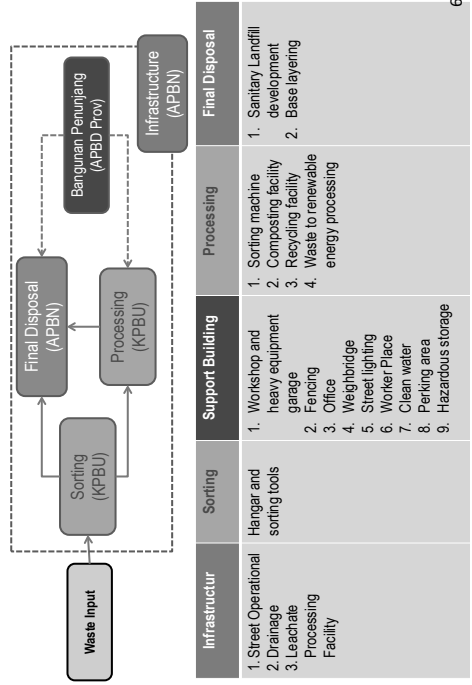 Waste Input
Sorting
(KPBU)
Final Disposal
(APBN)
Processing
(KPBU)
Bangunan Penunjang
(APBD Prov)
Infrastructure
(APBN)
Infrastructur
1. Street Operational
2. Drainage
3. Leachate
Processing
Facility
Sorting
Hangar and
sorting tools
Support Building
1. Workshop and
heavy equipment
garage
2. Fencing
3. Office
4. Weighbridge
5. Street lighting
6. Worker Place
7. Clean water
8. Perking area
9. Hazardous storage
Processing
1. Sorting machine
2. Composting facility
3. Recycling facility
4. Waste to renewable
energy processing
Final Disposal
1. Sanitary Landfill
development
2. Base layering
6